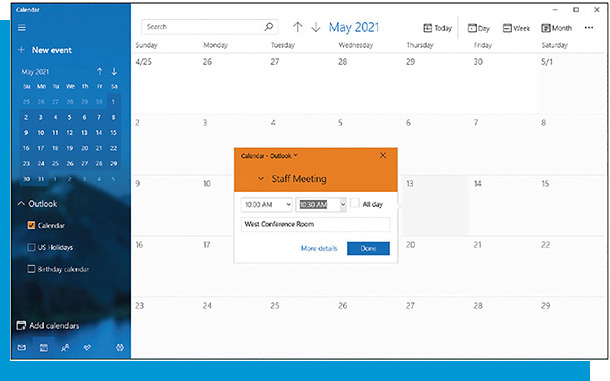 Calendar
Search
May 2021
Today
Day
Week
Month
New event
Sunday Monday Tuesday Wednesday Thursday Friday Saturday
4/25 26 27 28 29 30 5/1
May 2021
Su Mo Tu We Th Fr Sa
25 26 27 28 29 30 1
2 3 4 5 6 7 8
9 10 11 12 13 14 15
16 17 18 19 20 21 22
23 24 25 26 27 28 29
30 31 1 2 3 4 5
2 3 4 5 6 7 8
Calendar - Outlook
Staff Meeting
9 10 13 14 15
10:00 AM 10:30 AM All day
West Conference Room
More details Done
Outlook
Calendar
US Holidays
Birthday calendar
16 17 20 21 22
23 24 25 26 27 28 29
Add calendars